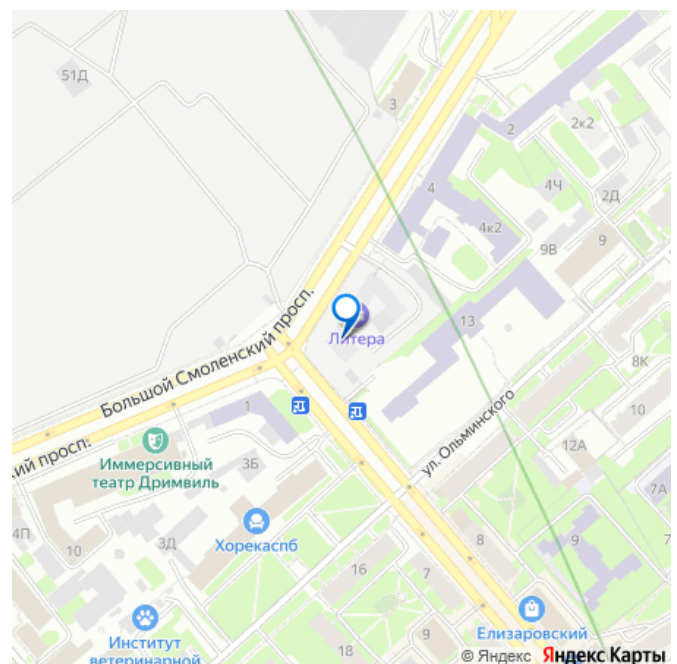 51Д
3
2
2к2
4
4Ч
2Д
4к2
9В
9
Литера
13
Большой Смоленский просп.
8К
ул. Ольминского
10
1
кий просп.
Иммерсивный
театр Дримвиль
3Б
12А
7А
4П
10
3Д
Хорекаспб
8
9
7
16
7
Институт
ветеринарной
18
9
Елизаровский
© Яндекс Яндекс Карты